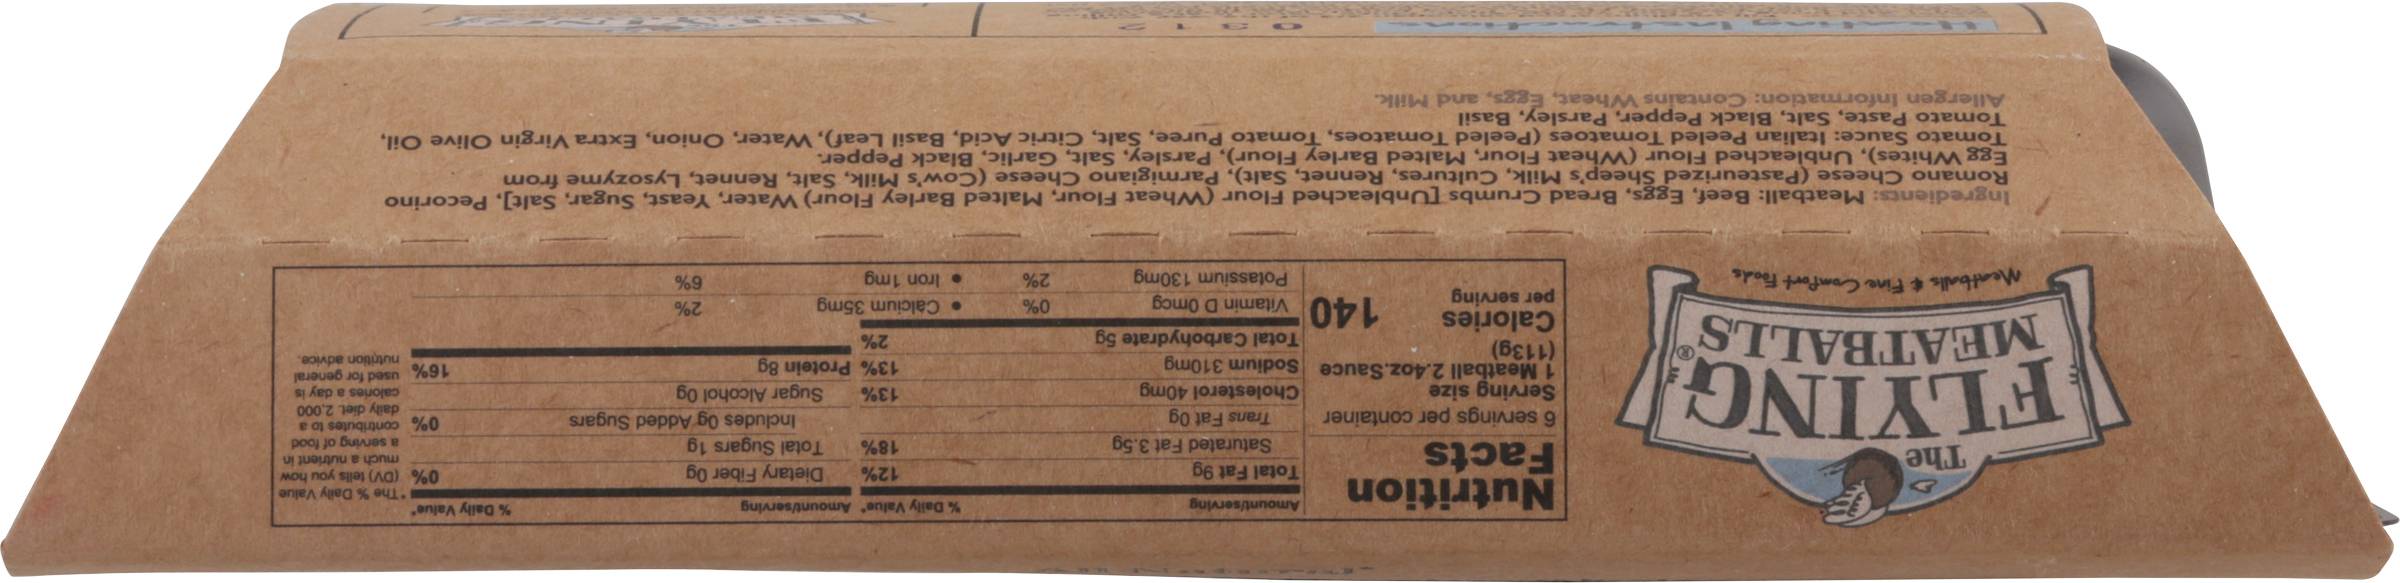 The
FLYING
MEATBALLS®
Meatballs & Fine Comfort Foods
Nutrition
Facts
6 servings per container
Serving size
1 Meatball 2.4oz.Sauce
(113g)
Calories
per serving
140
Amount/serving % Daily Value*
Total Fat 9g 12%
Saturated Fat 3.5g 18%
Trans Fat 0g
Cholesterol 40mg 13%
Sodium 310mg 13%
Total Carbohydrate 5g 2%
Amount/serving % Daily Value*
Dietary Fiber 0g 0%
Total Sugars 1g
Includes 0g Added Sugars 0%
Sugar Alcohol 0g
Protein 8g 16%
Vitamin D 0mcg 0% • Calcium 35mg 2%
Potassium 130mg 2% • Iron 1mg 6%
*The % Daily Value
(DV) tells you how
much a nutrient in
a serving of food
contributes to a
daily diet. 2,000
calories a day is
used for general
nutrition advice.
Ingredients: Meatball: Beef, Eggs, Bread Crumbs [Unbleached Flour (Wheat Flour, Malted Barley Flour) Water, Yeast, Sugar, Salt], Pecorino
Romano Cheese (Pasteurized Sheep's Milk, Cultures, Rennet, Salt), Parmigiano Cheese (Cow's Milk, Salt, Rennet, Lysozyme from
Egg Whites), Unbleached Flour (Wheat Flour, Malted Barley Flour), Parsley, Salt, Garlic, Black Pepper.
Tomato Sauce: Italian Peeled Tomatoes (Peeled Tomatoes, Tomato Puree, Salt, Citric Acid, Basil Leaf), Water, Onion, Extra Virgin Olive Oil,
Tomato Paste, Salt, Black Pepper, Parsley, Basil
Allergen Information: Contains Wheat, Eggs, and Milk.
Heating Instructions
0 3 1 2
FLYING